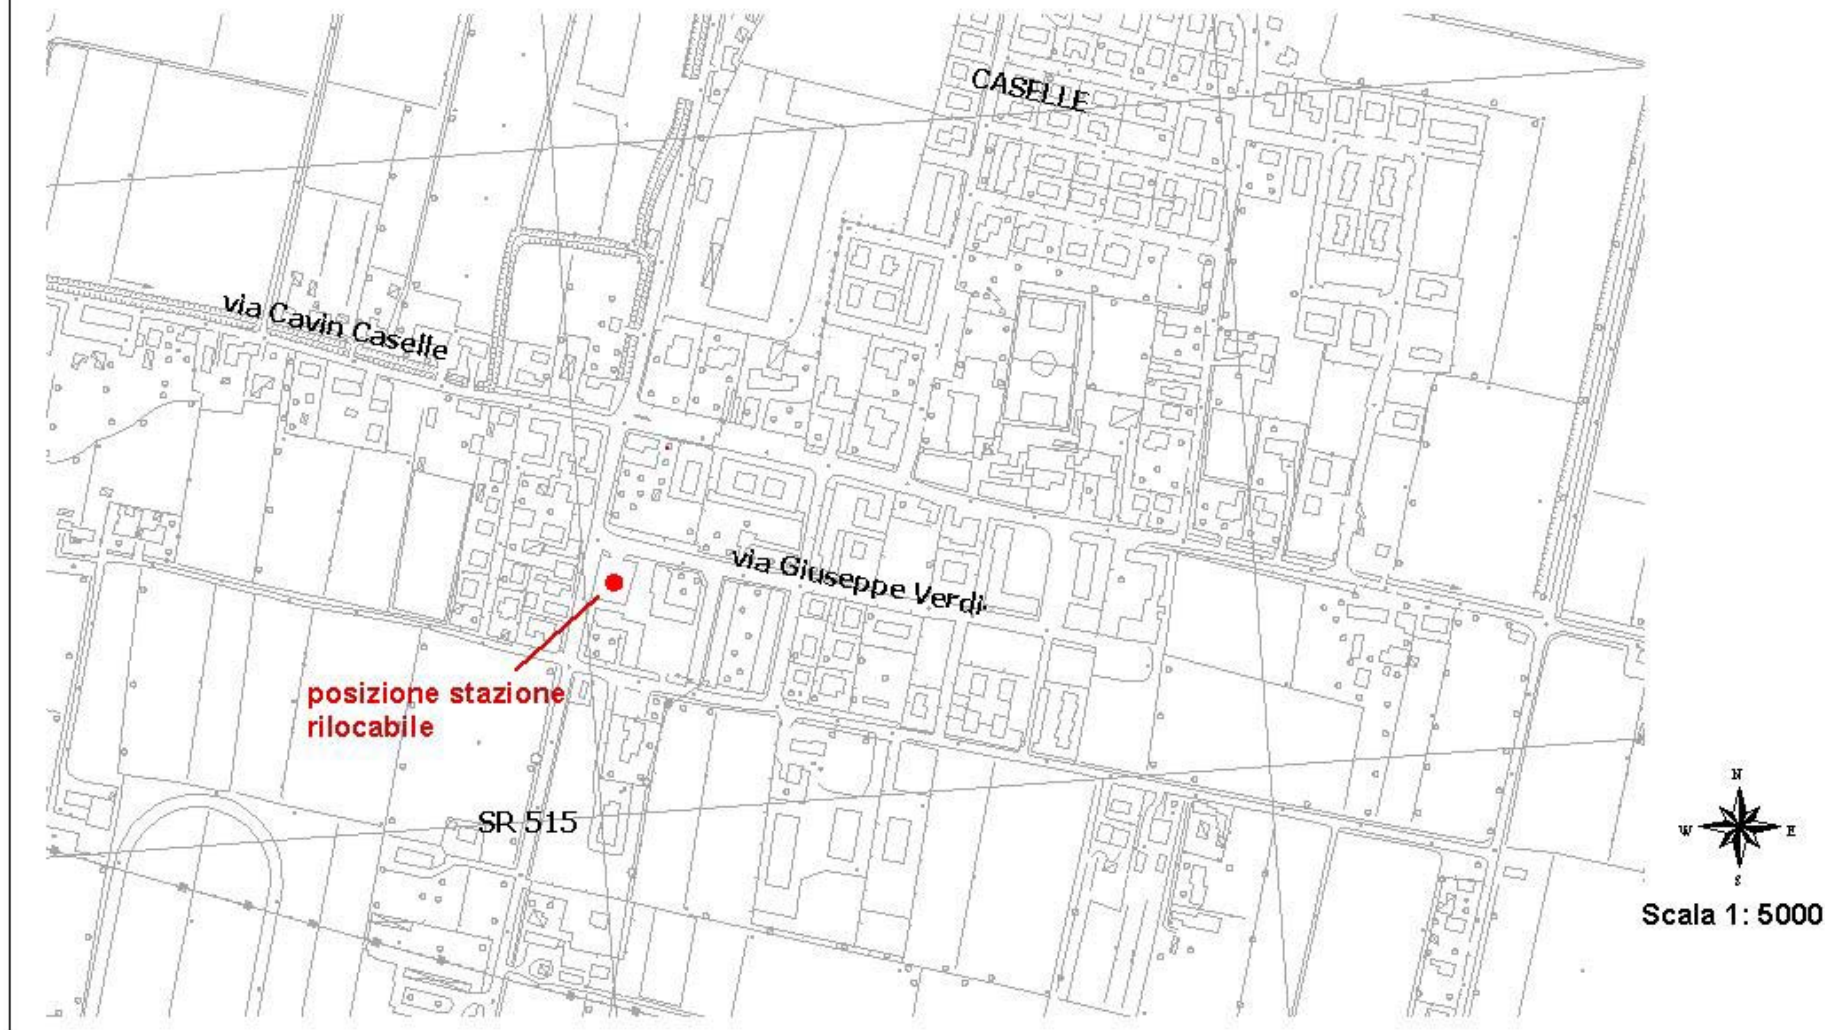 CASELLE
via Cavin Caselle
via Giuseppe Verdi
posizione stazione
rilocabile
SR 515
N
W E
S
Scala 1: 5000